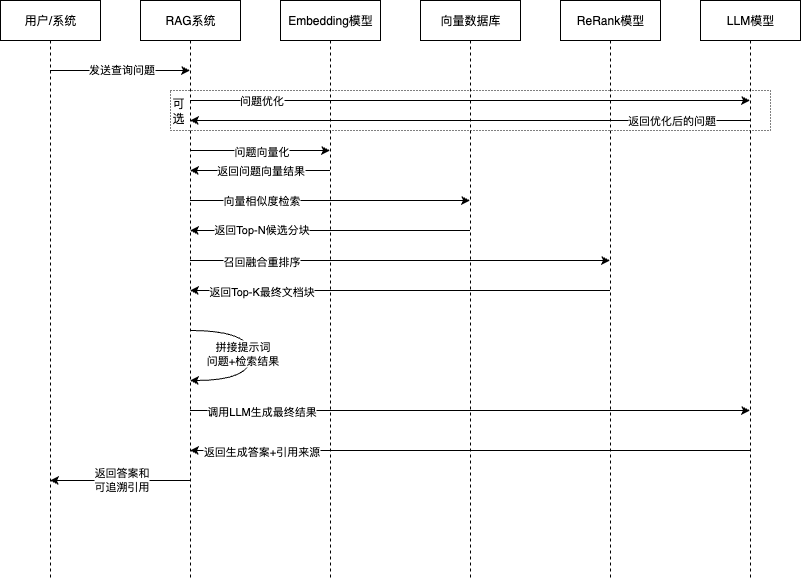 用户/系统
RAG系统
Embedding模型
向量数据库
ReRank模型
LLM模型
发送查询问题
可
选
问题优化
返回优化后的问题
问题向量化
返回问题向量结果
向量相似度检索
返回Top-N候选分块
召回融合重排序
返回Top-K最终文档块
拼接提示词
问题+检索结果
调用LLM生成最终结果
返回生成答案+引用来源
返回答案和
可追溯引用